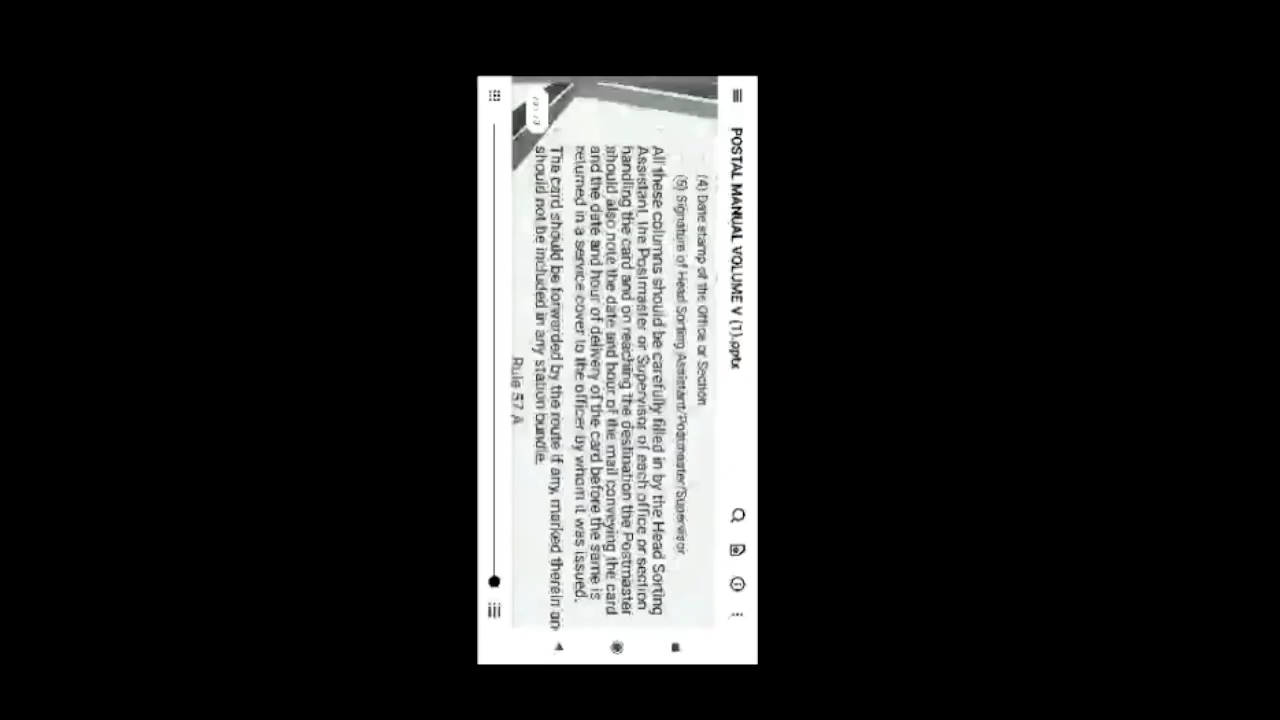 POSTAL MANUAL VOLUME V (1).pptx
(4) Date stamp of the Office or Section
(5) Signature of Head Sorting Assistant/Postmaster/Supervisor
All these columns should be carefully filled in by the Head Sorting
Assistant, the Postmaster or Supervisor of each office or section
handling the card and on reaching the destination the Postmaster
should also note the date and hour of the mail conveying the card
and the date and hour of delivery of the card before the same is
returned in a service cover to the officer by whom it was issued.
The card should be forwarded by the route if any, marked therein an
should not be included in any station bundle.
Rule 57 A